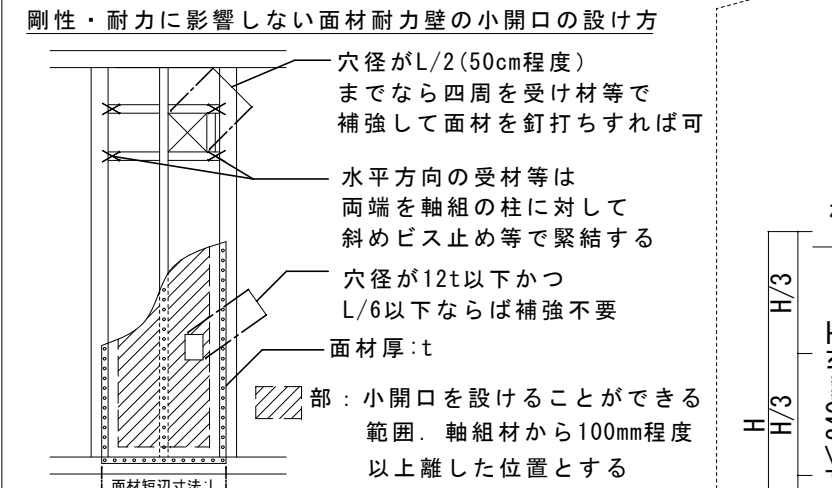 剛性・耐力に影響しない面材耐力壁の小開口の設け方
穴径がL/2(50cm程度)
までなら四周を受け材等で
補強して面材を釘打ちすれば可
水平方向の受材等は
両端を軸組の柱に対して
斜めビス止め等で緊結する
穴径が12t以下かつ
L/6以下ならば補強不要
面材厚:t
部：小開口を設けることができる
範囲．軸組材から100mm程度
以上離した位置とする
面材短辺寸法:L
H/3
H/3
H